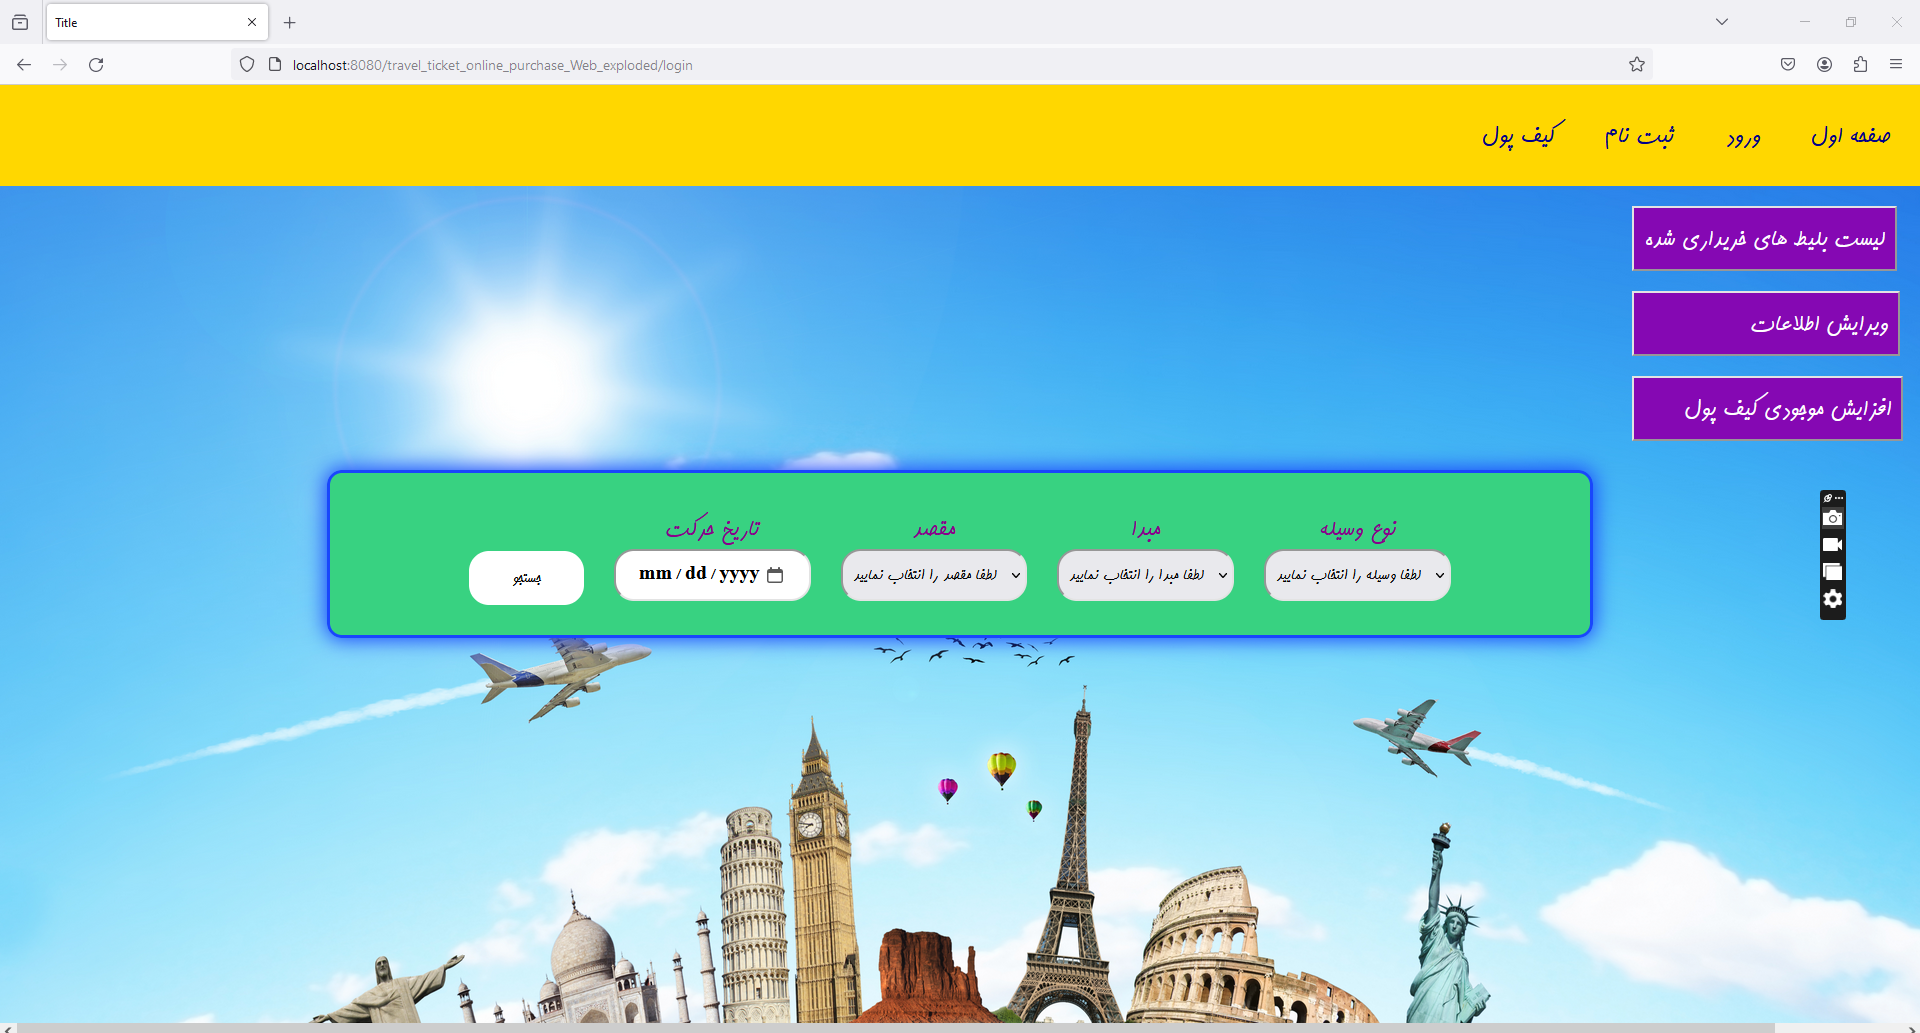 Title
localhost:8080/travel_ticket_online_purchase_Web_exploded/login
صفحه اول ورود ثبت نام کیف پول
لیست بلیط های خریداری شده
ویرایش اطلاعات
افزایش موجودی کیف پول
نوع وسیله مبدا مقصد تاریخ حرکت
لطفا وسیله را انتخاب نمایید لطفا مبدا را انتخاب نمایید لطفا مقصد را انتخاب نمایید mm / dd / yyyy جستجو